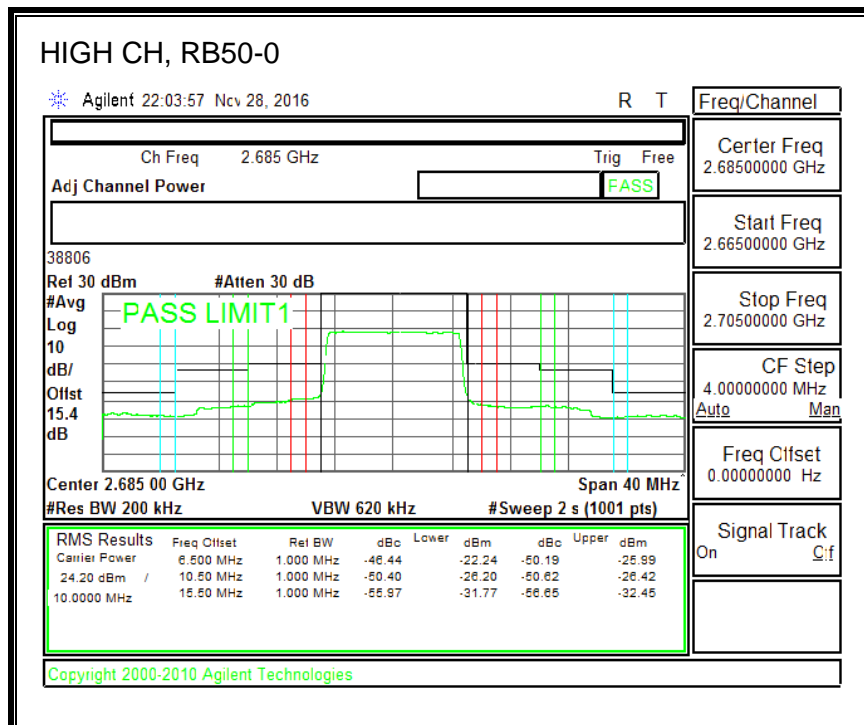 HIGH CH, RB50-0
Agilent 22:03:57 Nov 28, 2016 R T
Ch Freq 2.685 GHz Trig Free
Adj Channel Power PASS
38806
Ref 30 dBm #Atten 30 dB
#Avg
Log
10
dB/
Offst
15.4
dB
PASS LIMIT1
Center 2.685 00 GHz Span 40 MHz
#Res BW 200 kHz VBW 620 kHz #Sweep 2 s (1001 pts)
RMS Results Freq Offset Ref BW dBc Lower dBm dBc Upper dBm
Carrier Power 6.500 MHz 1.000 MHz -46.44 -22.24 -50.19 -25.99
24.20 dBm / 10.50 MHz 1.000 MHz -50.40 -26.20 -50.62 -26.42
10.0000 MHz 15.50 MHz 1.000 MHz -55.97 -31.77 -56.65 -32.45
Copyright 2000-2010 Agilent Technologies
Freq/Channel
Center Freq
2.68500000 GHz
Start Freq
2.66500000 GHz
Stop Freq
2.70500000 GHz
CF Step
4.00000000 MHz
Auto Man
Freq Offset
0.00000000 Hz
Signal Track
On Off